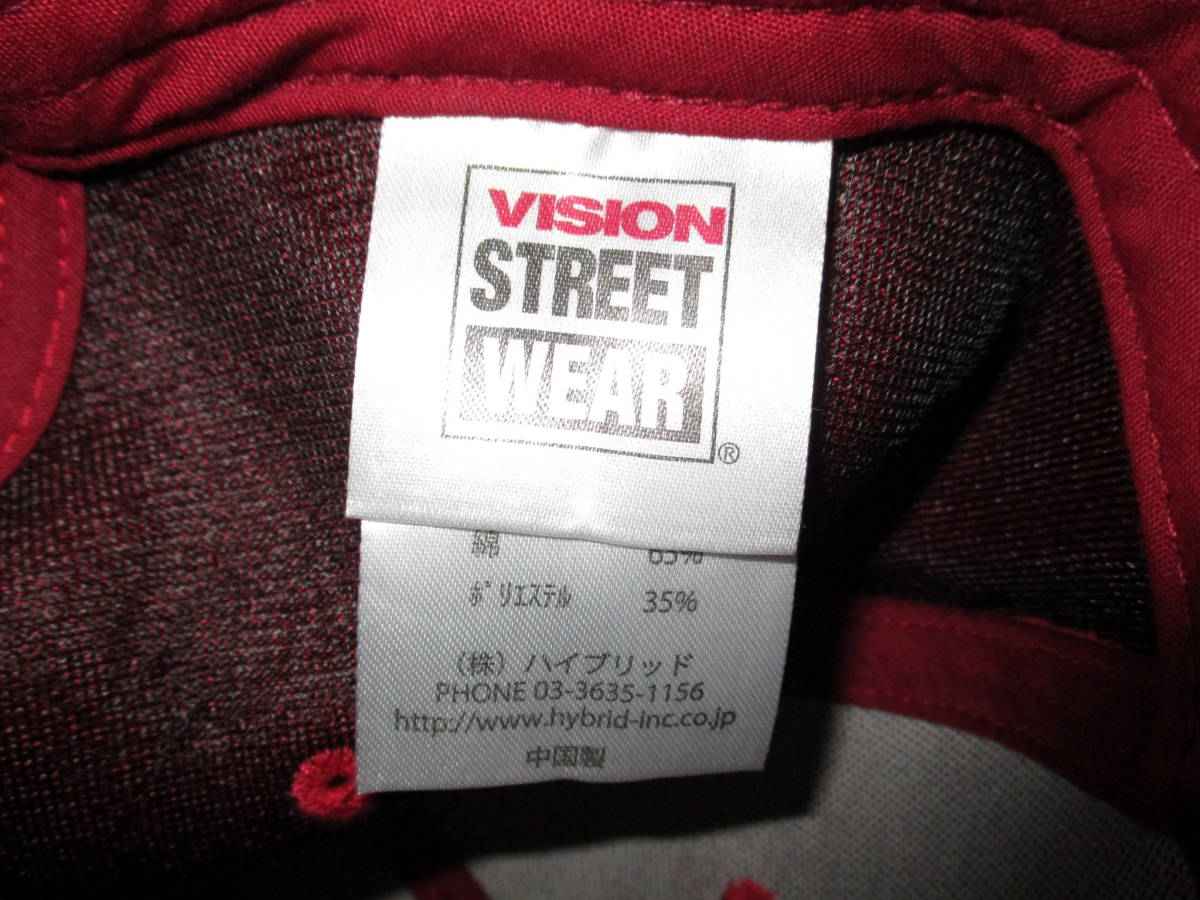 VISION
STREET
WEAR
®
綿 65%
ﾎﾟﾘｴｽﾃﾙ 35%
（株）ハイブリッド
PHONE 03-3635-1156
http://www.hybrid-inc.co.jp
中国製